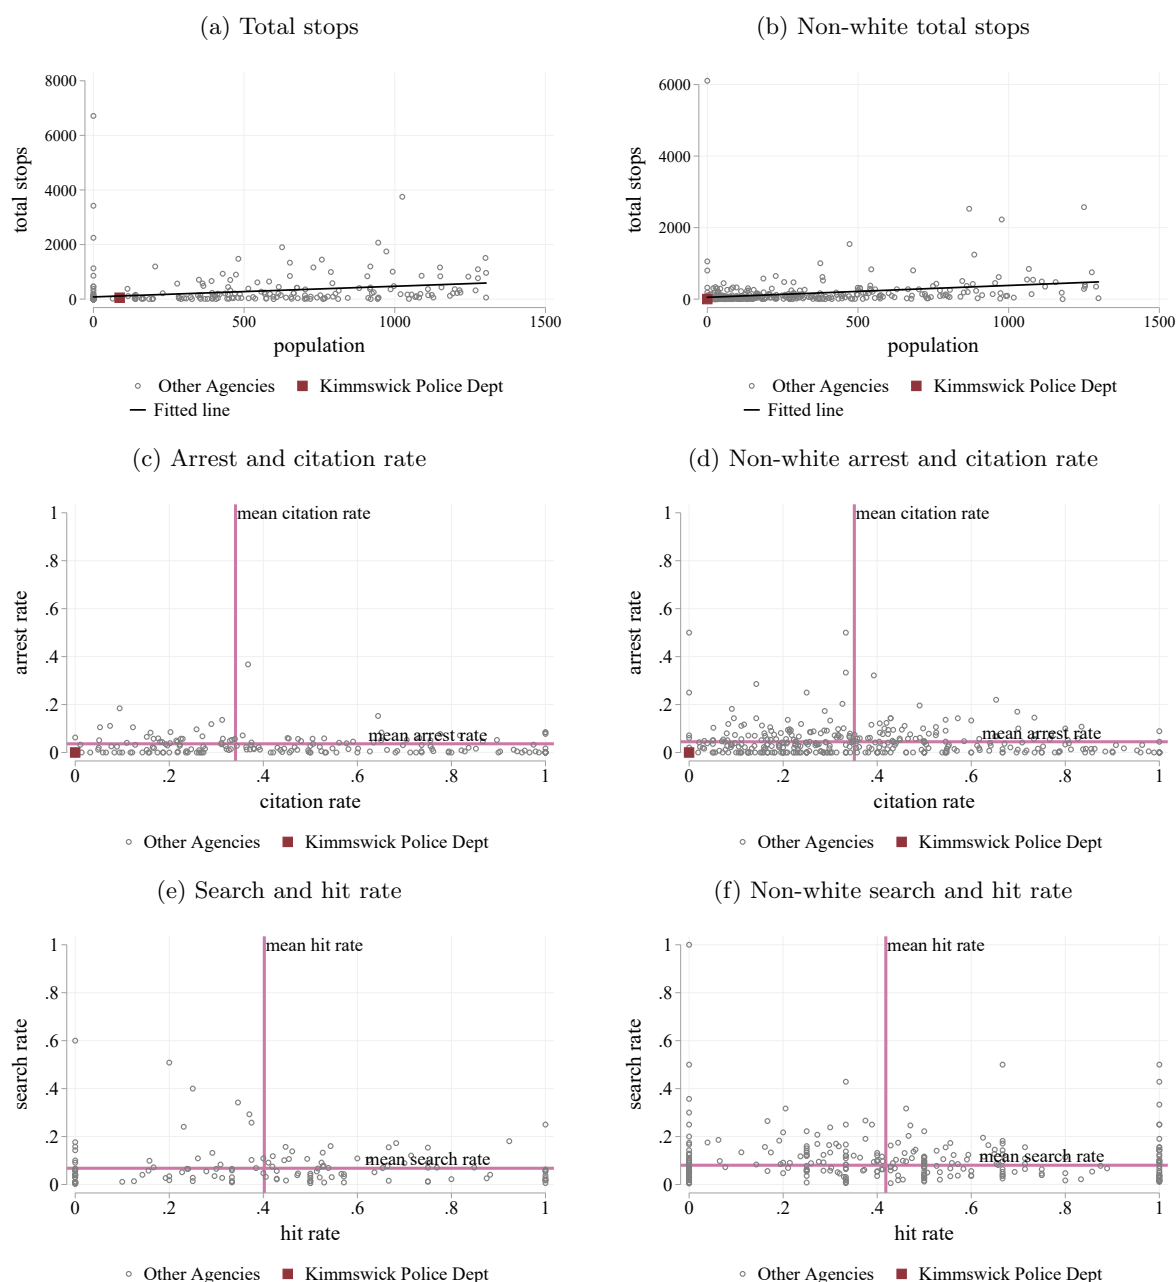 (a) Total stops
(b) Non-white total stops
total stops
8000
6000
4000
2000
0
0 500 1000 1500
population
Other Agencies Kimmswick Police Dept
Fitted line
total stops
6000
4000
2000
0
0 500 1000 1500
population
Other Agencies Kimmswick Police Dept
Fitted line
(c) Arrest and citation rate
(d) Non-white arrest and citation rate
arrest rate
1
.8
.6
.4
.2
0
mean citation rate
mean arrest rate
0 .2 .4 .6 .8 1
citation rate
Other Agencies Kimmswick Police Dept
arrest rate
1
.8
.6
.4
.2
0
mean citation rate
mean arrest rate
0 .2 .4 .6 .8 1
citation rate
Other Agencies Kimmswick Police Dept
(e) Search and hit rate
(f) Non-white search and hit rate
search rate
1
.8
.6
.4
.2
0
mean hit rate
mean search rate
0 .2 .4 .6 .8 1
hit rate
Other Agencies Kimmswick Police Dept
search rate
1
.8
.6
.4
.2
0
mean hit rate
mean search rate
0 .2 .4 .6 .8 1
hit rate
Other Agencies Kimmswick Police Dept